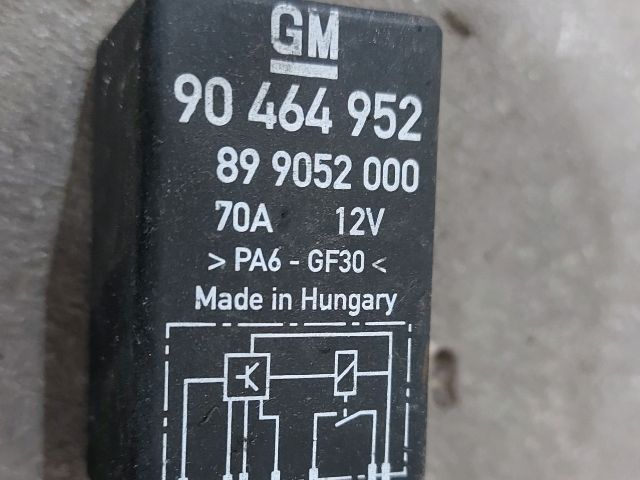 GM
90 464 952
89 9052 000
70A 12V
> PA6 - GF30 <
Made in Hungary